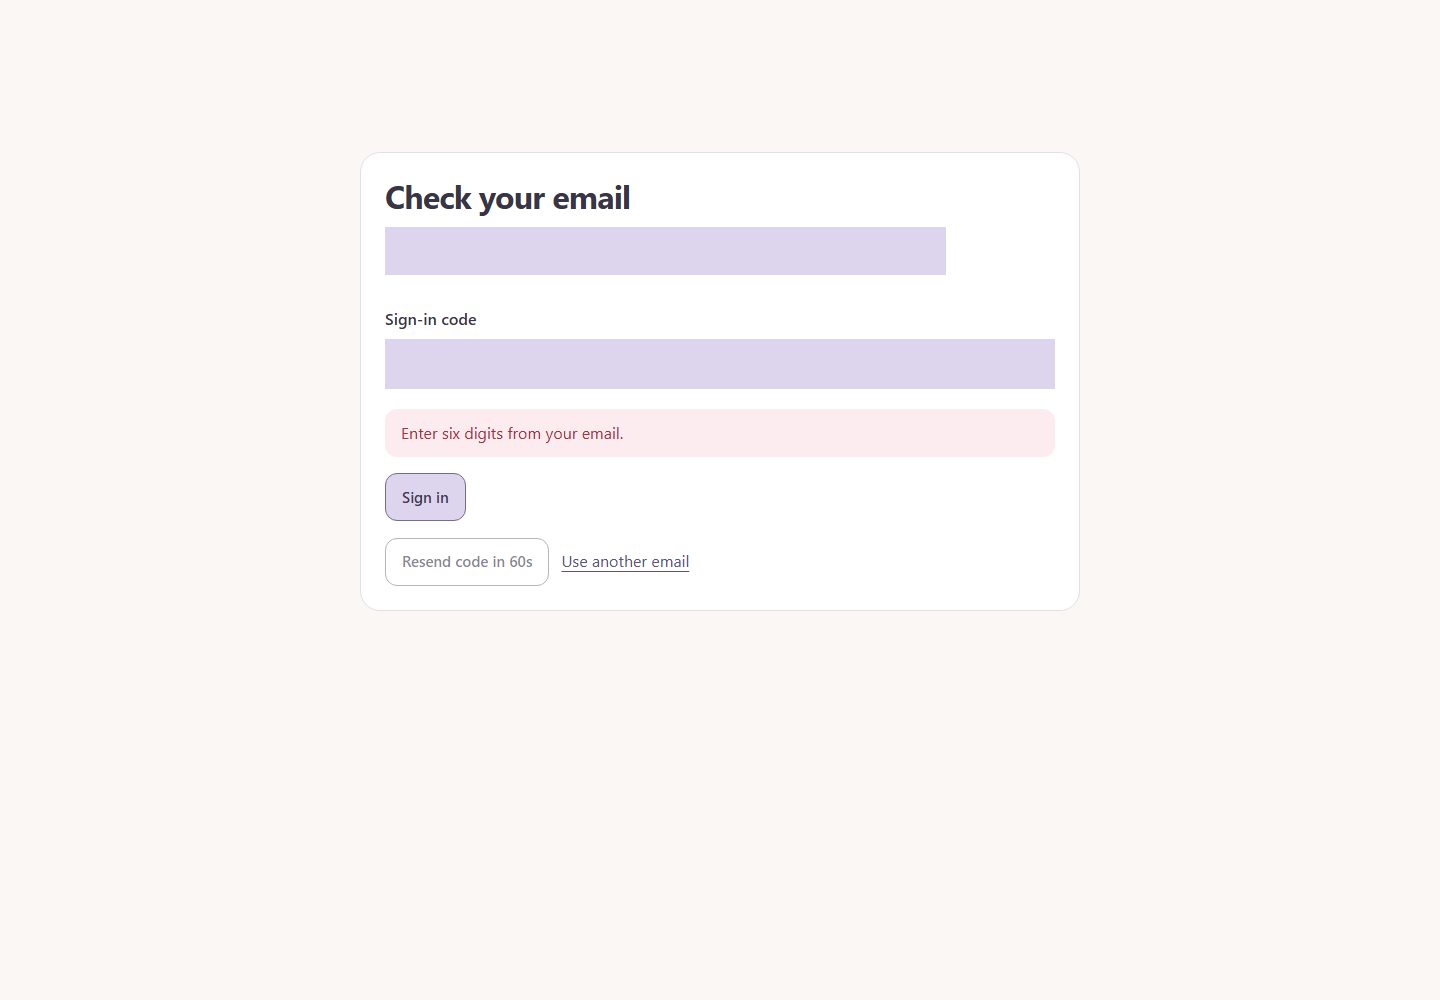 Check your email
Sign-in code
Enter six digits from your email.
Sign in
Resend code in 60s
Use another email